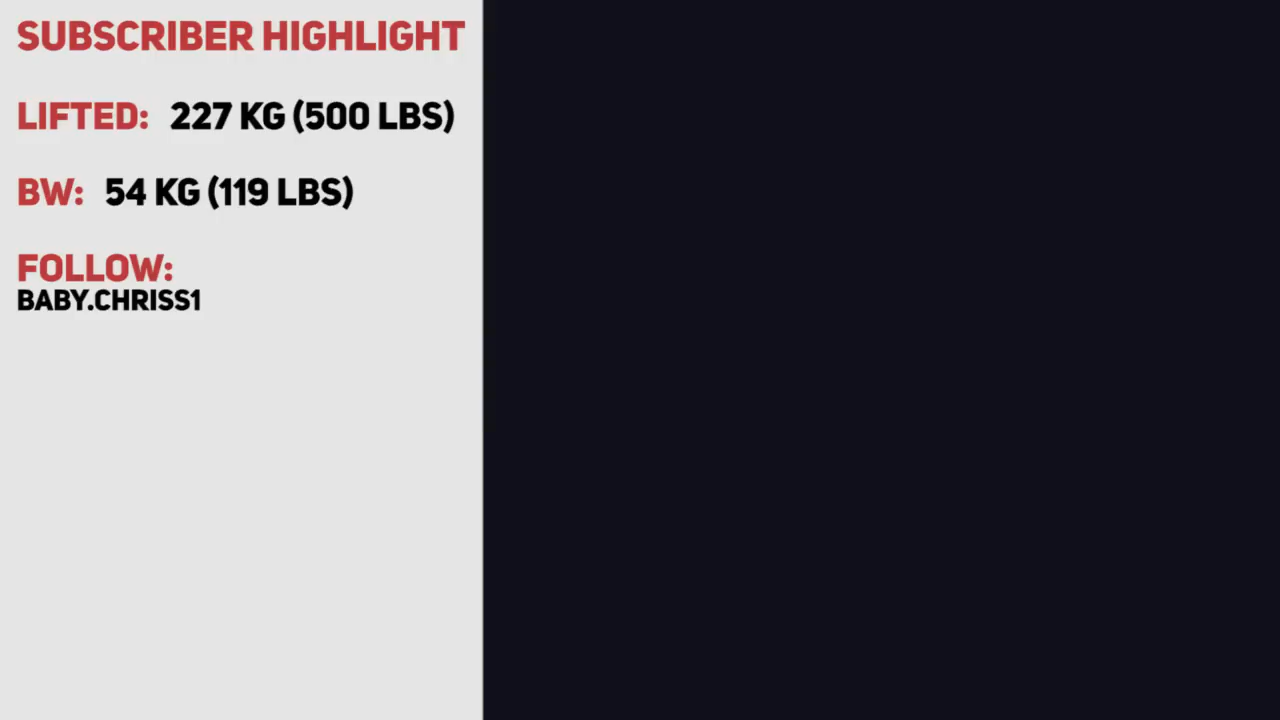 SUBSCRIBER HIGHLIGHT
LIFTED: 227 KG (500 LBS)
BW: 54 KG (119 LBS)
FOLLOW:
BABY.CHRISS1